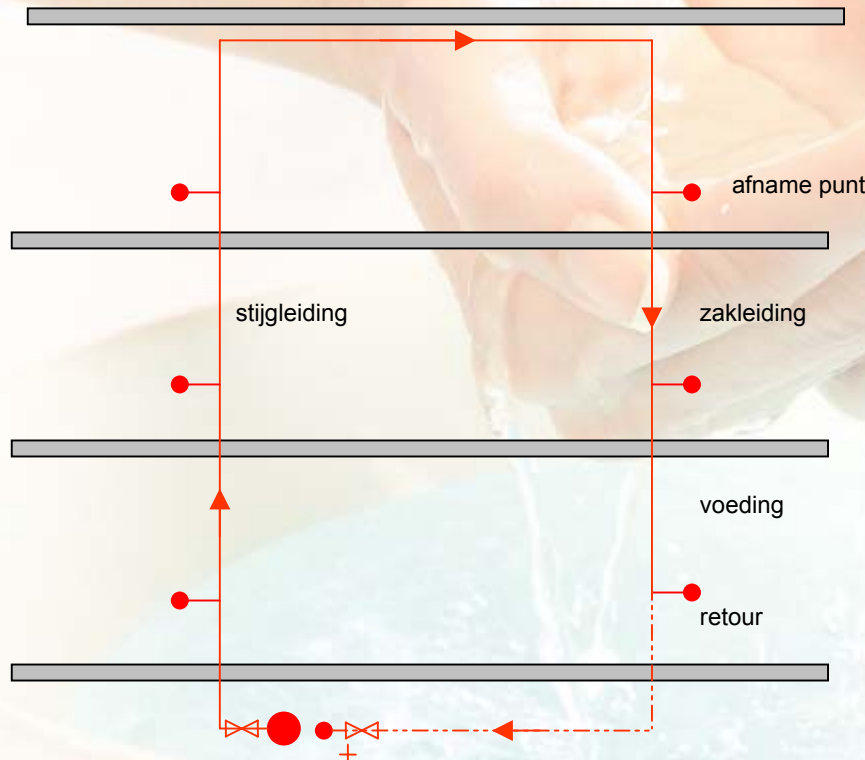 afname punt
stijgleiding
zakleiding
voeding
retour